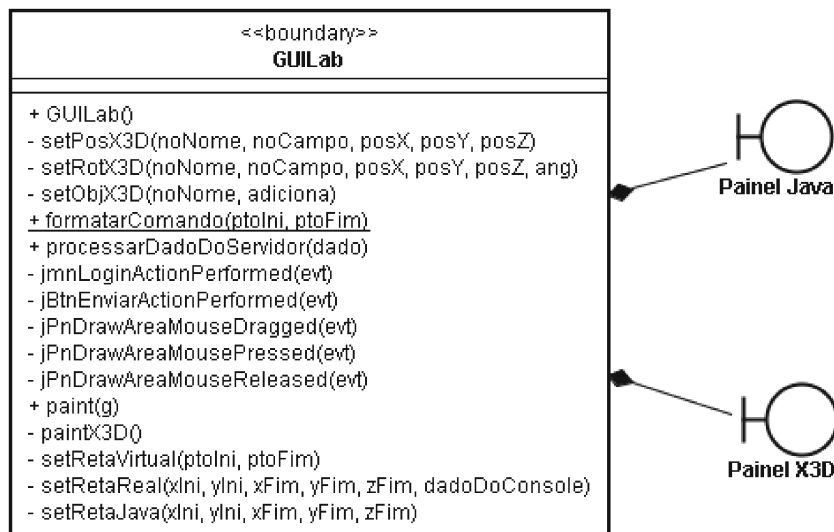 <<boundary>>
GUILab
+ GUILab()
- setPosX3D(noNome, noCampo, posX, posY, posZ)
- setRotX3D(noNome, noCampo, posX, posY, posZ, ang)
- setObjX3D(noNome, adiciona)
+ formatarComando(ptoIni, ptoFim)
+ processarDadoDoServidor(dado)
- jmnLoginActionPerformed(evt)
- jBtnEnviarActionPerformed(evt)
- jPnDrawAreaMouseDragged(evt)
- jPnDrawAreaMousePressed(evt)
- jPnDrawAreaMouseReleased(evt)
+ paint(g)
- paintX3D()
- setRetaVirtual(ptoIni, ptoFim)
- setRetaReal(xIni, yIni, xFim, yFim, zFim, dadoDoConsole)
- setRetaJava(xIni, yIni, xFim, yFim, zFim)
Painel Java
Painel X3D